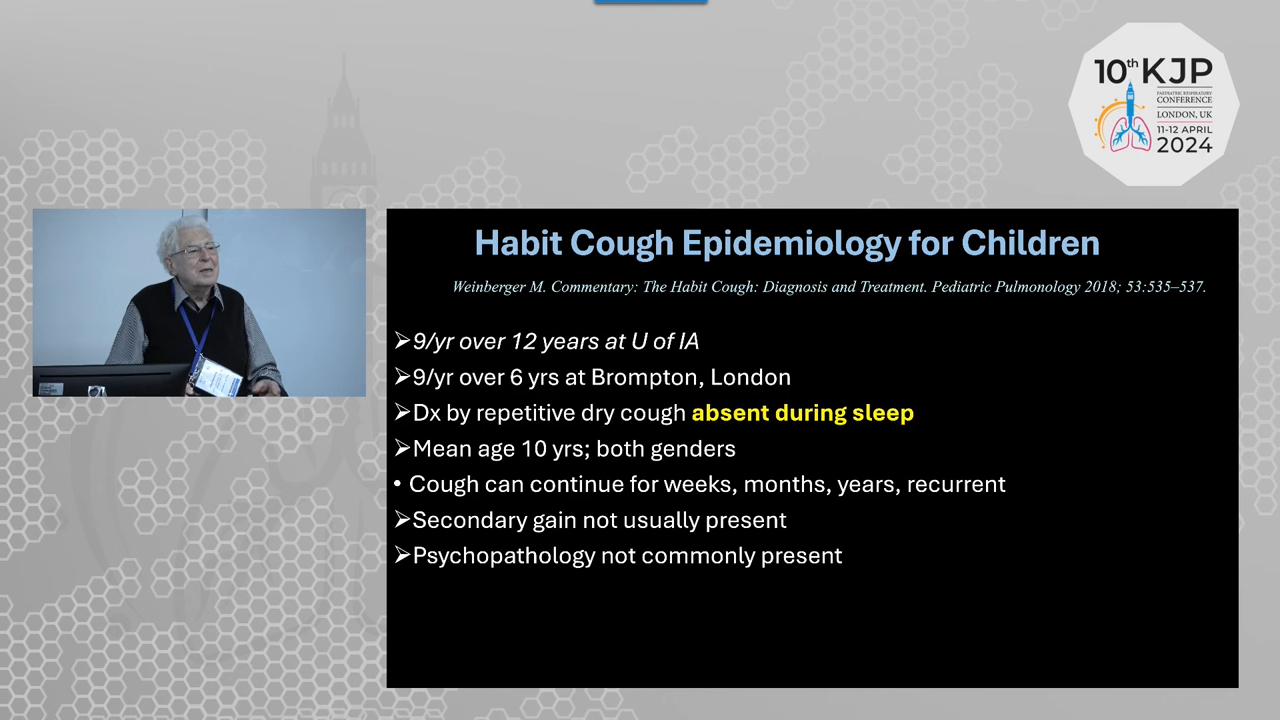 10th KJP
PAEDIATRIC RESPIRATORY
CONFERENCE
LONDON, UK
11-12 APRIL
2024
Habit Cough Epidemiology for Children
Weinberger M. Commentary: The Habit Cough: Diagnosis and Treatment. Pediatric Pulmonology 2018; 53:535–537.
➢9/yr over 12 years at U of IA
➢9/yr over 6 yrs at Brompton, London
➢Dx by repetitive dry cough absent during sleep
➢Mean age 10 yrs; both genders
• Cough can continue for weeks, months, years, recurrent
➢Secondary gain not usually present
➢Psychopathology not commonly present